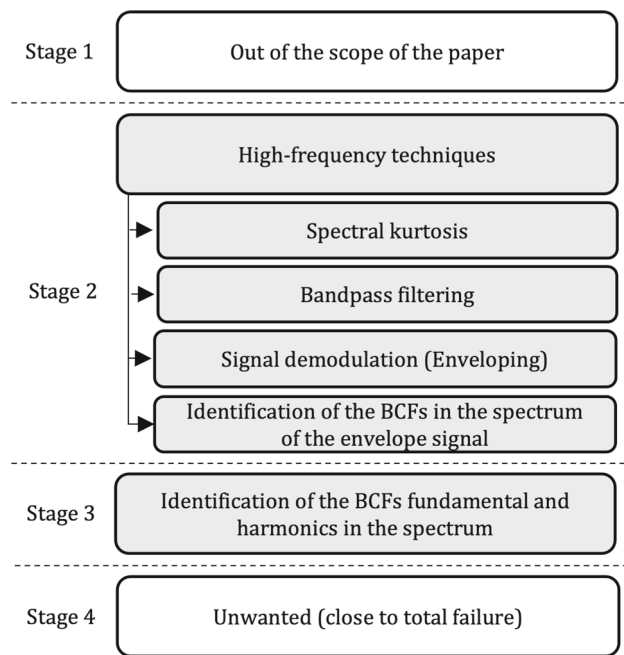 Stage 1
Out of the scope of the paper
Stage 2
High-frequency techniques
Spectral kurtosis
Bandpass filtering
Signal demodulation (Enveloping)
Identification of the BCFs in the spectrum
of the envelope signal
Stage 3
Identification of the BCFs fundamental and
harmonics in the spectrum
Stage 4
Unwanted (close to total failure)